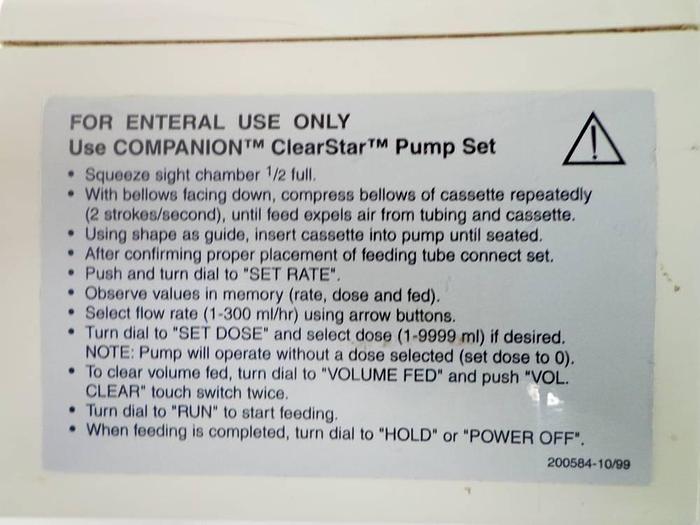 FOR ENTERAL USE ONLY
Use COMPANION™ ClearStar™ Pump Set
• Squeeze sight chamber 1/2 full.
• With bellows facing down, compress bellows of cassette repeatedly
(2 strokes/second), until feed expels air from tubing and cassette.
• Using shape as guide, insert cassette into pump until seated.
• After confirming proper placement of feeding tube connect set.
• Push and turn dial to "SET RATE".
• Observe values in memory (rate, dose and fed).
• Select flow rate (1-300 ml/hr) using arrow buttons.
• Turn dial to "SET DOSE" and select dose (1-9999 ml) if desired.
NOTE: Pump will operate without a dose selected (set dose to 0).
• To clear volume fed, turn dial to "VOLUME FED" and push "VOL.
CLEAR" touch switch twice.
• Turn dial to "RUN" to start feeding.
• When feeding is completed, turn dial to "HOLD" or "POWER OFF".
200584-10/99